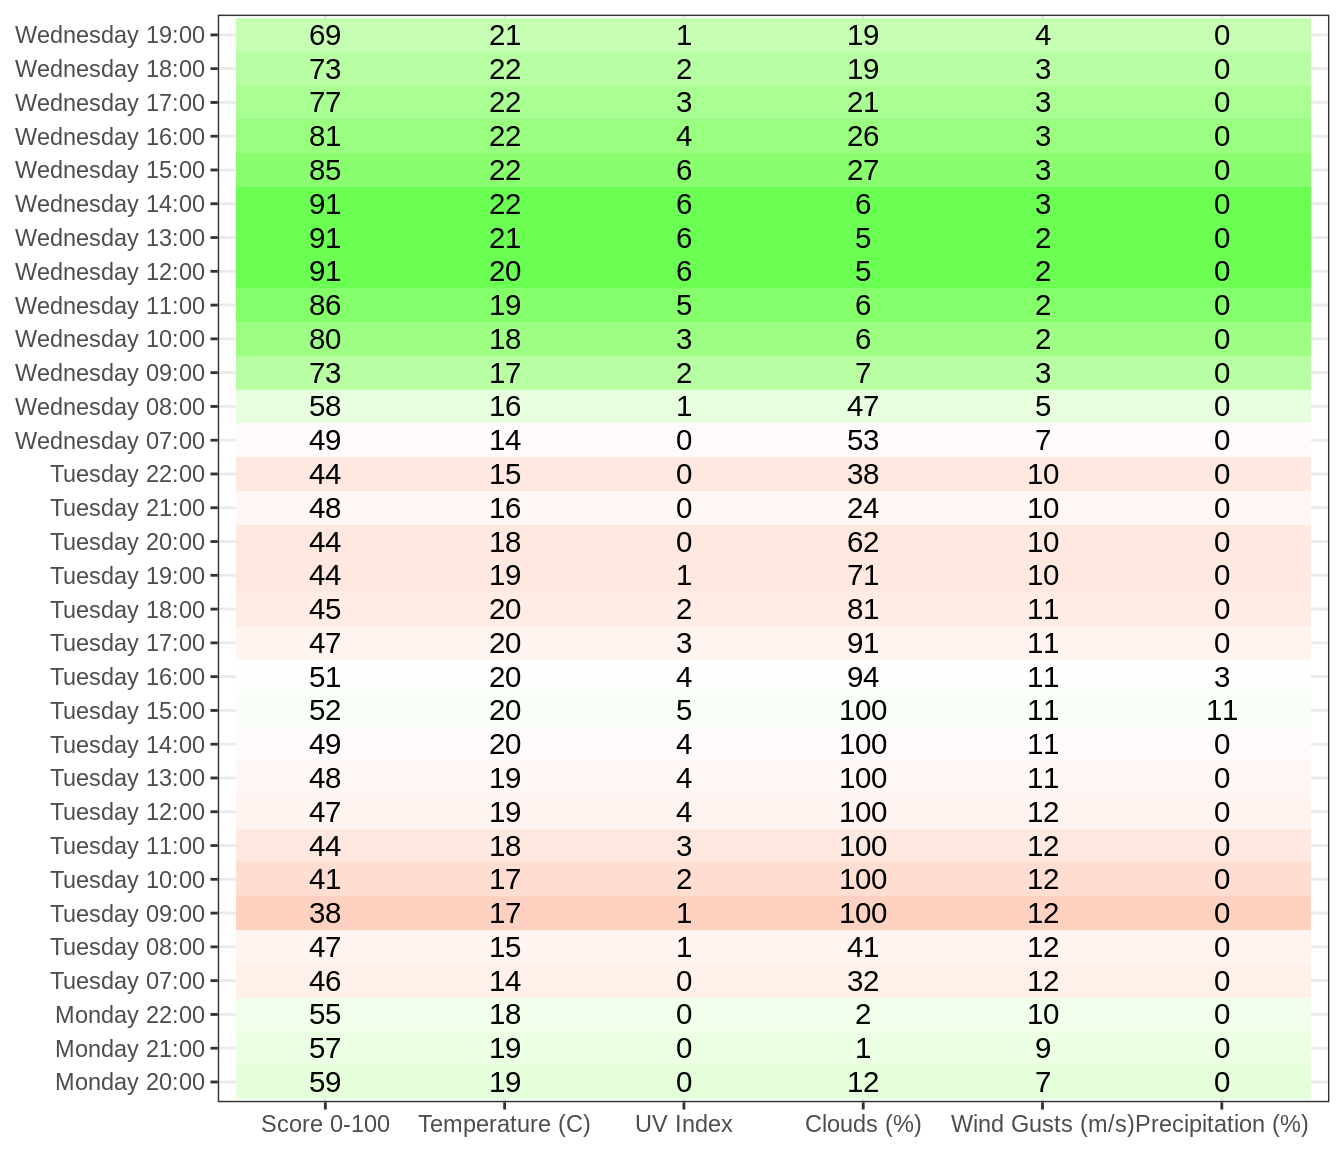 Wednesday 19:00 69 21 1 19 4 0
Wednesday 18:00 73 22 2 19 3 0
Wednesday 17:00 77 22 3 21 3 0
Wednesday 16:00 81 22 4 26 3 0
Wednesday 15:00 85 22 6 27 3 0
Wednesday 14:00 91 22 6 6 3 0
Wednesday 13:00 91 21 6 5 2 0
Wednesday 12:00 91 20 6 5 2 0
Wednesday 11:00 86 19 5 6 2 0
Wednesday 10:00 80 18 3 6 2 0
Wednesday 09:00 73 17 2 7 3 0
Wednesday 08:00 58 16 1 47 5 0
Wednesday 07:00 49 14 0 53 7 0
Tuesday 22:00 44 15 0 38 10 0
Tuesday 21:00 48 16 0 24 10 0
Tuesday 20:00 44 18 0 62 10 0
Tuesday 19:00 44 19 1 71 10 0
Tuesday 18:00 45 20 2 81 11 0
Tuesday 17:00 47 20 3 91 11 0
Tuesday 16:00 51 20 4 94 11 3
Tuesday 15:00 52 20 5 100 11 11
Tuesday 14:00 49 20 4 100 11 0
Tuesday 13:00 48 19 4 100 11 0
Tuesday 12:00 47 19 4 100 12 0
Tuesday 11:00 44 18 3 100 12 0
Tuesday 10:00 41 17 2 100 12 0
Tuesday 09:00 38 17 1 100 12 0
Tuesday 08:00 47 15 1 41 12 0
Tuesday 07:00 46 14 0 32 12 0
Monday 22:00 55 18 0 2 10 0
Monday 21:00 57 19 0 1 9 0
Monday 20:00 59 19 0 12 7 0
Score 0-100 Temperature (C) UV Index Clouds (%) Wind Gusts (m/s) Precipitation (%)